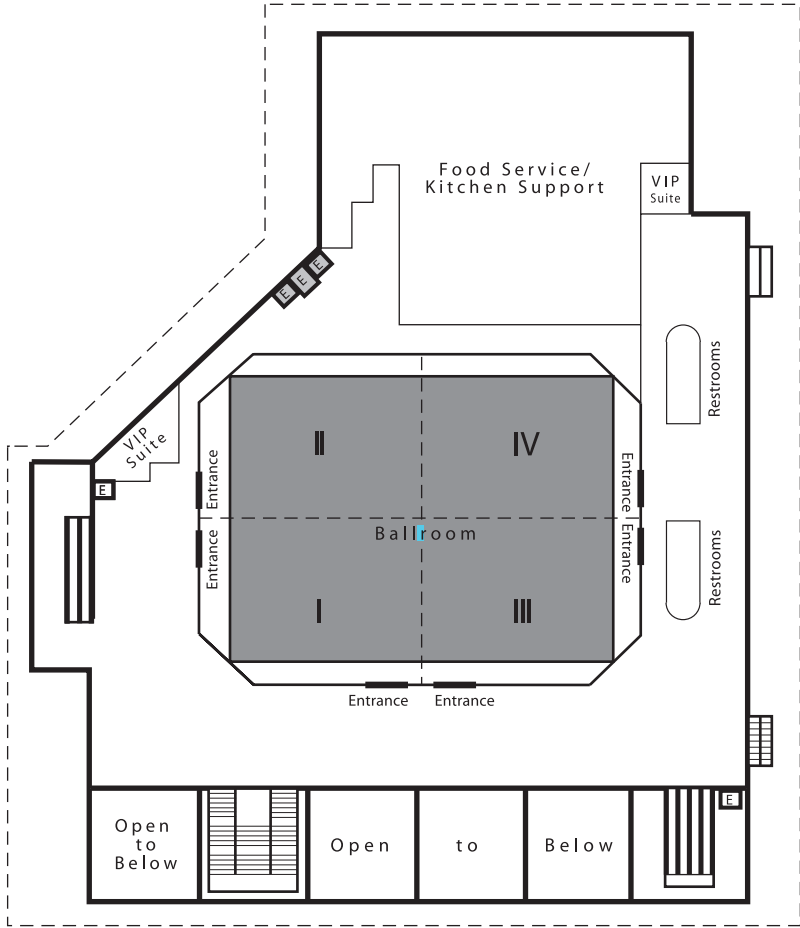 Food Service/
Kitchen Support
VIP
Suite
E
E
E
Restrooms
VIP
Suite
E
II
IV
Entrance
Entrance
Ballroom
Entrance
Entrance
Restrooms
I
III
Entrance
Entrance
E
Open
to
Below
Open
to
Below